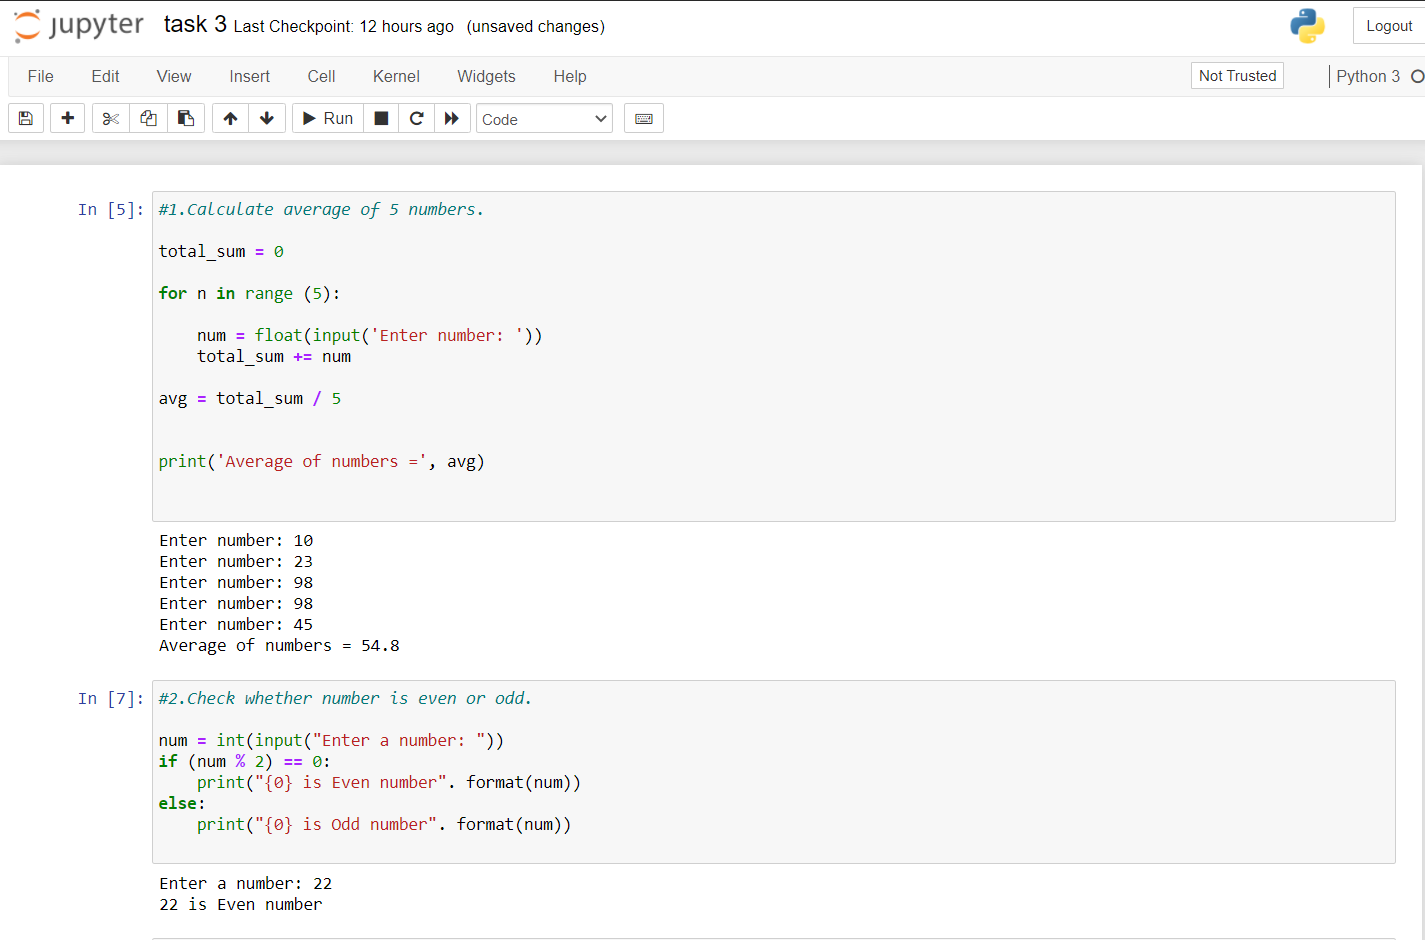 jupyter task 3 Last Checkpoint: 12 hours ago (unsaved changes) Logout
File Edit View Insert Cell Kernel Widgets Help Not Trusted Python 3
Run Code
In [5]: #1.Calculate average of 5 numbers.
total_sum = 0
for n in range (5):
    num = float(input('Enter number: '))
    total_sum += num
avg = total_sum / 5
print('Average of numbers =', avg)
Enter number: 10
Enter number: 23
Enter number: 98
Enter number: 98
Enter number: 45
Average of numbers = 54.8
In [7]: #2.Check whether number is even or odd.
num = int(input("Enter a number: "))
if (num % 2) == 0:
    print("{0} is Even number". format(num))
else:
    print("{0} is Odd number". format(num))
Enter a number: 22
22 is Even number